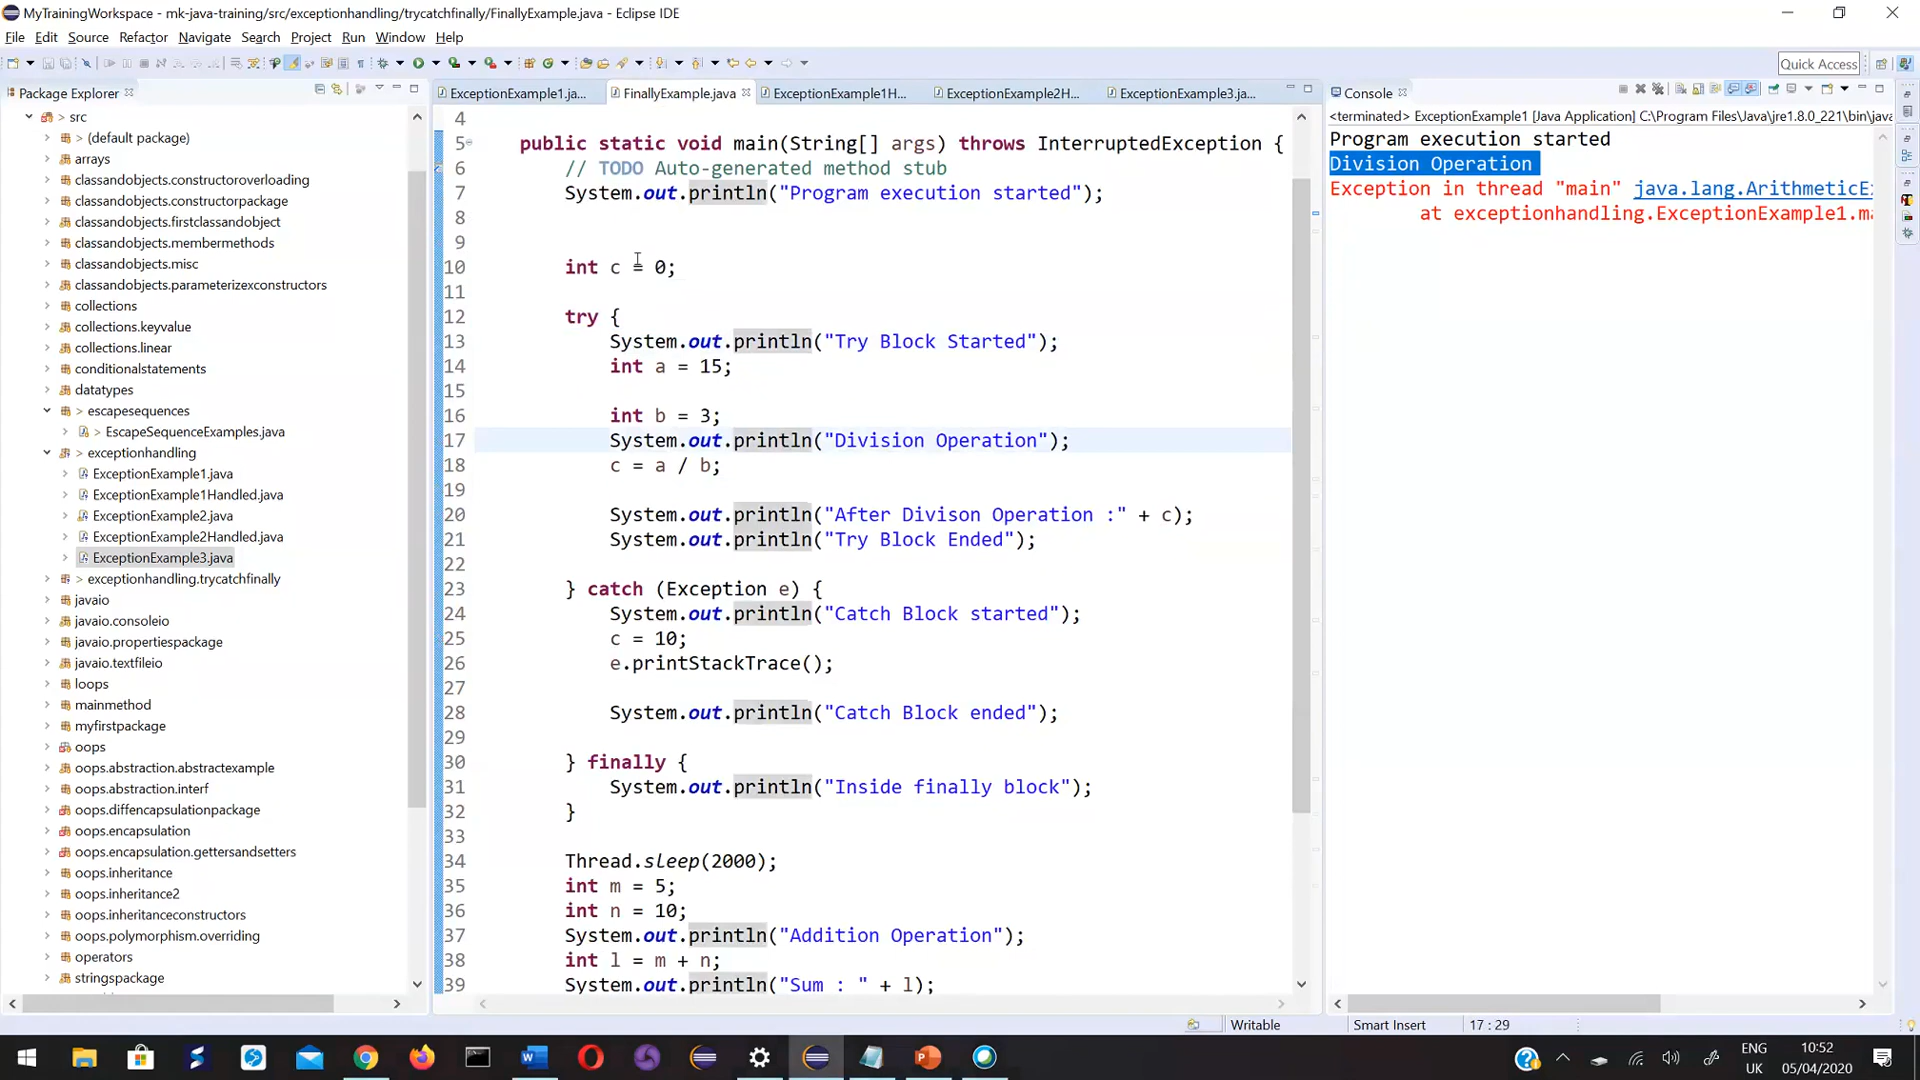 MyTrainingWorkspace - mk-java-training/src/exceptionhandling/trycatchfinally/FinallyExample.java - Eclipse IDE
File Edit Source Refactor Navigate Search Project Run Window Help
Quick Access
Package Explorer
src
> (default package)
arrays
classandobjects.constructoroverloading
classandobjects.constructorpackage
classandobjects.firstclassandobject
classandobjects.membermethods
classandobjects.misc
classandobjects.parameterizexconstructors
collections
collections.keyvalue
collections.linear
conditionalstatements
datatypes
> escapesequences
> EscapeSequenceExamples.java
exceptionhandling
ExceptionExample1.java
ExceptionExample1Handled.java
ExceptionExample2.java
ExceptionExample2Handled.java
ExceptionExample3.java
> exceptionhandling.trycatchfinally
javaio
javaio.consoleio
javaio.propertiespackage
javaio.textfileio
loops
mainmethod
myfirstpackage
oops
oops.abstraction.abstractexample
oops.abstraction.interf
oops.diffencapsulationpackage
oops.encapsulation
oops.encapsulation.gettersandsetters
oops.inheritance
oops.inheritance2
oops.inheritanceconstructors
oops.polymorphism.overriding
operators
stringspackage
ExceptionExample1.ja... FinallyExample.java ExceptionExample1H... ExceptionExample2H... ExceptionExample3.ja...
4
5 public static void main(String[] args) throws InterruptedException {
6 // TODO Auto-generated method stub
7 System.out.println("Program execution started");
8
9
10 int c = 0;
11
12 try {
13 System.out.println("Try Block Started");
14 int a = 15;
15
16 int b = 3;
17 System.out.println("Division Operation");
18 c = a / b;
19
20 System.out.println("After Divison Operation :" + c);
21 System.out.println("Try Block Ended");
22
23 } catch (Exception e) {
24 System.out.println("Catch Block started");
25 c = 10;
26 e.printStackTrace();
27
28 System.out.println("Catch Block ended");
29
30 } finally {
31 System.out.println("Inside finally block");
32 }
33
34 Thread.sleep(2000);
35 int m = 5;
36 int n = 10;
37 System.out.println("Addition Operation");
38 int l = m + n;
39 System.out.println("Sum : " + l);
Console
<terminated> ExceptionExample1 [Java Application] C:\Program Files\Java\jre1.8.0_221\bin\java
Program execution started
Division Operation
Exception in thread "main" java.lang.ArithmeticEx
at exceptionhandling.ExceptionExample1.ma
Writable Smart Insert 17 : 29
ENG
UK
10:52
05/04/2020